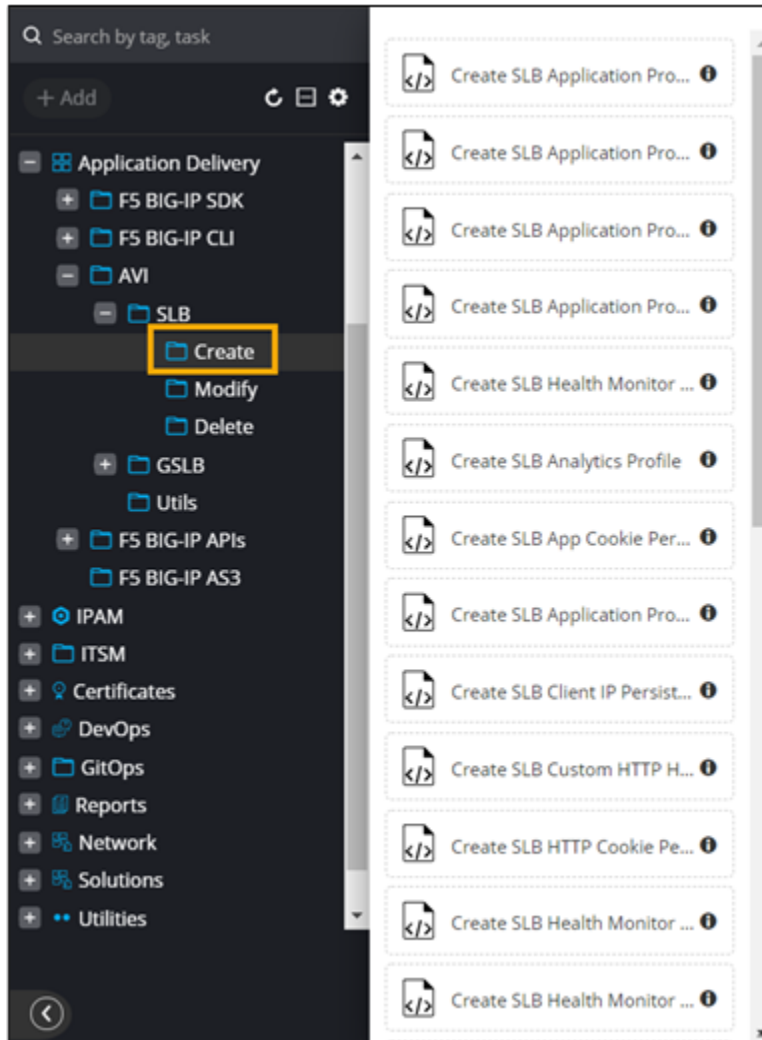 Search by tag, task
+ Add
Application Delivery
F5 BIG-IP SDK
F5 BIG-IP CLI
AVI
SLB
Create
Modify
Delete
GSLB
Utils
F5 BIG-IP APIs
F5 BIG-IP AS3
IPAM
ITSM
Certificates
DevOps
GitOps
Reports
Network
Solutions
Utilities
Create SLB Application Pro...
Create SLB Application Pro...
Create SLB Application Pro...
Create SLB Application Pro...
Create SLB Health Monitor ...
Create SLB Analytics Profile
Create SLB App Cookie Per...
Create SLB Application Pro...
Create SLB Client IP Persist...
Create SLB Custom HTTP H...
Create SLB HTTP Cookie Pe...
Create SLB Health Monitor ...
Create SLB Health Monitor ...